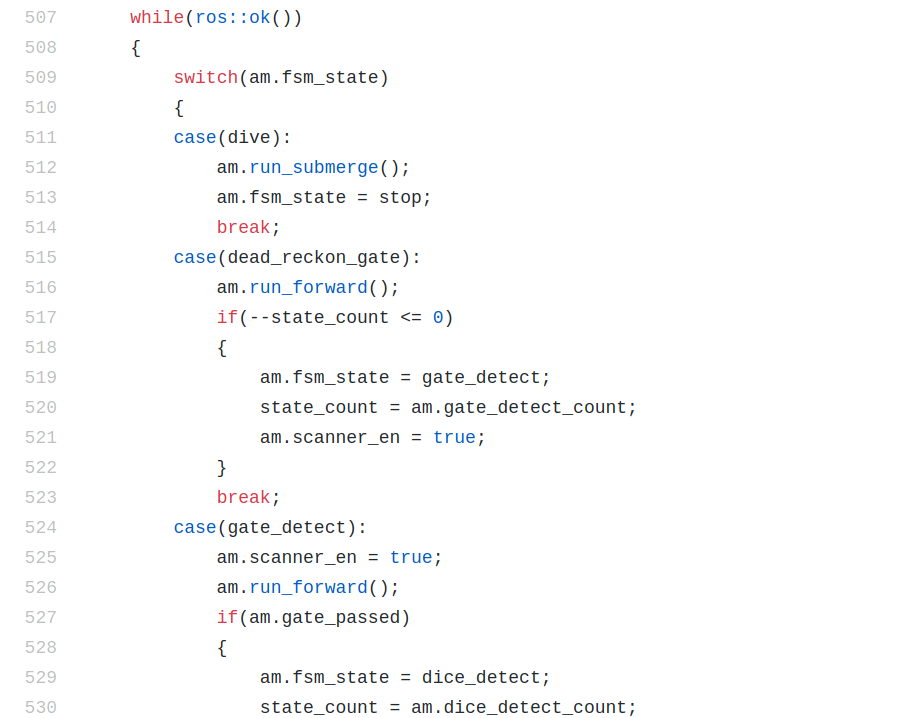 507 while(ros::ok())
508 {
509 switch(am.fsm_state)
510 {
511 case(dive):
512 am.run_submerge();
513 am.fsm_state = stop;
514 break;
515 case(dead_reckon_gate):
516 am.run_forward();
517 if(--state_count <= 0)
518 {
519 am.fsm_state = gate_detect;
520 state_count = am.gate_detect_count;
521 am.scanner_en = true;
522 }
523 break;
524 case(gate_detect):
525 am.scanner_en = true;
526 am.run_forward();
527 if(am.gate_passed)
528 {
529 am.fsm_state = dice_detect;
530 state_count = am.dice_detect_count;